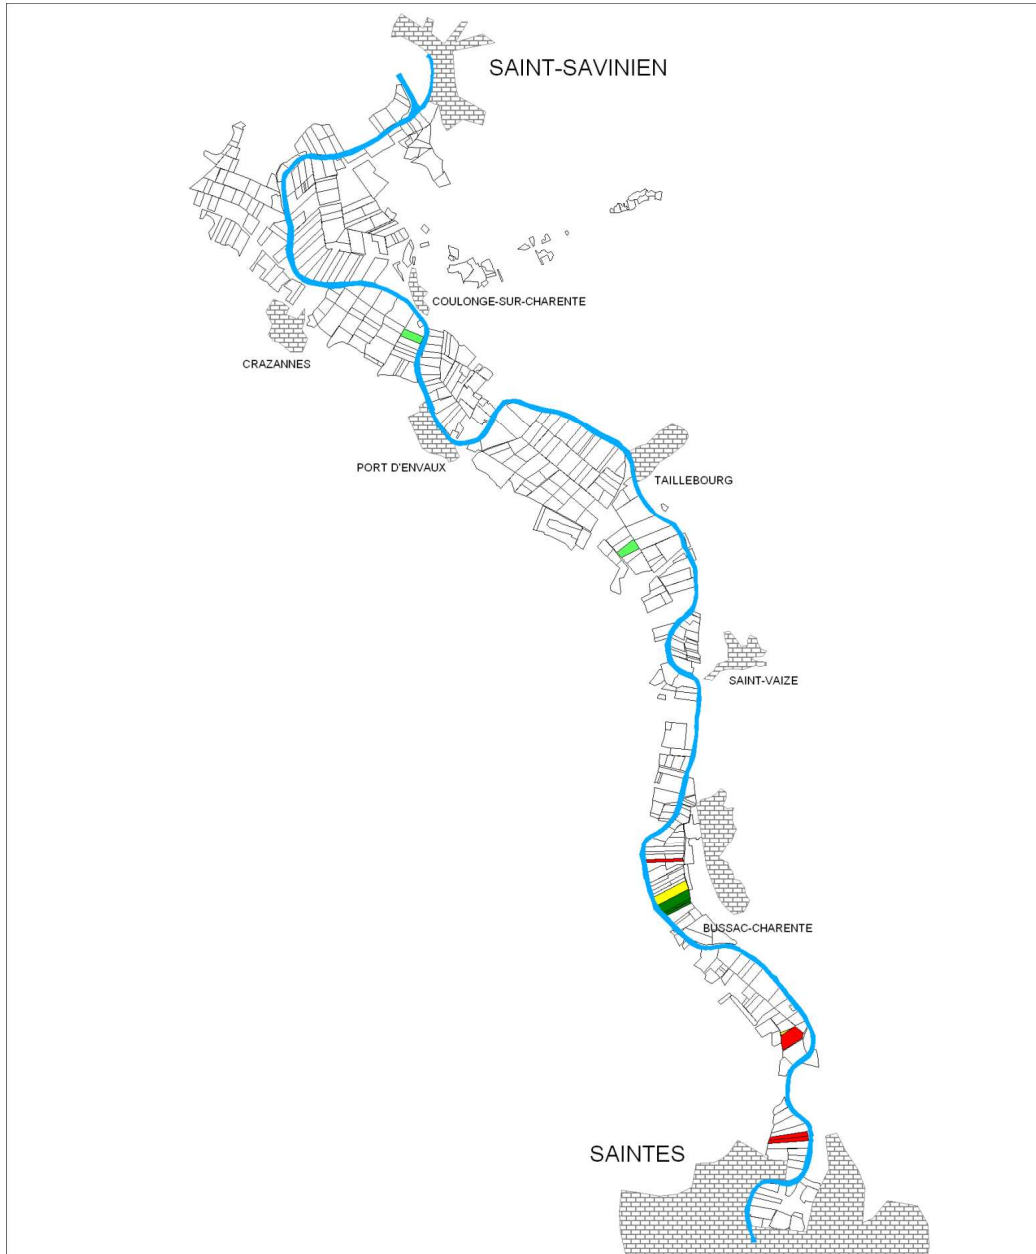 SAINT-SAVINIEN
COULONGE-SUR-CHARENTE
CRAZANNES
PORT D'ENVAUX
TAILLEBOURG
SAINT-VAIZE
BUSSAC-CHARENTE
SAINTES